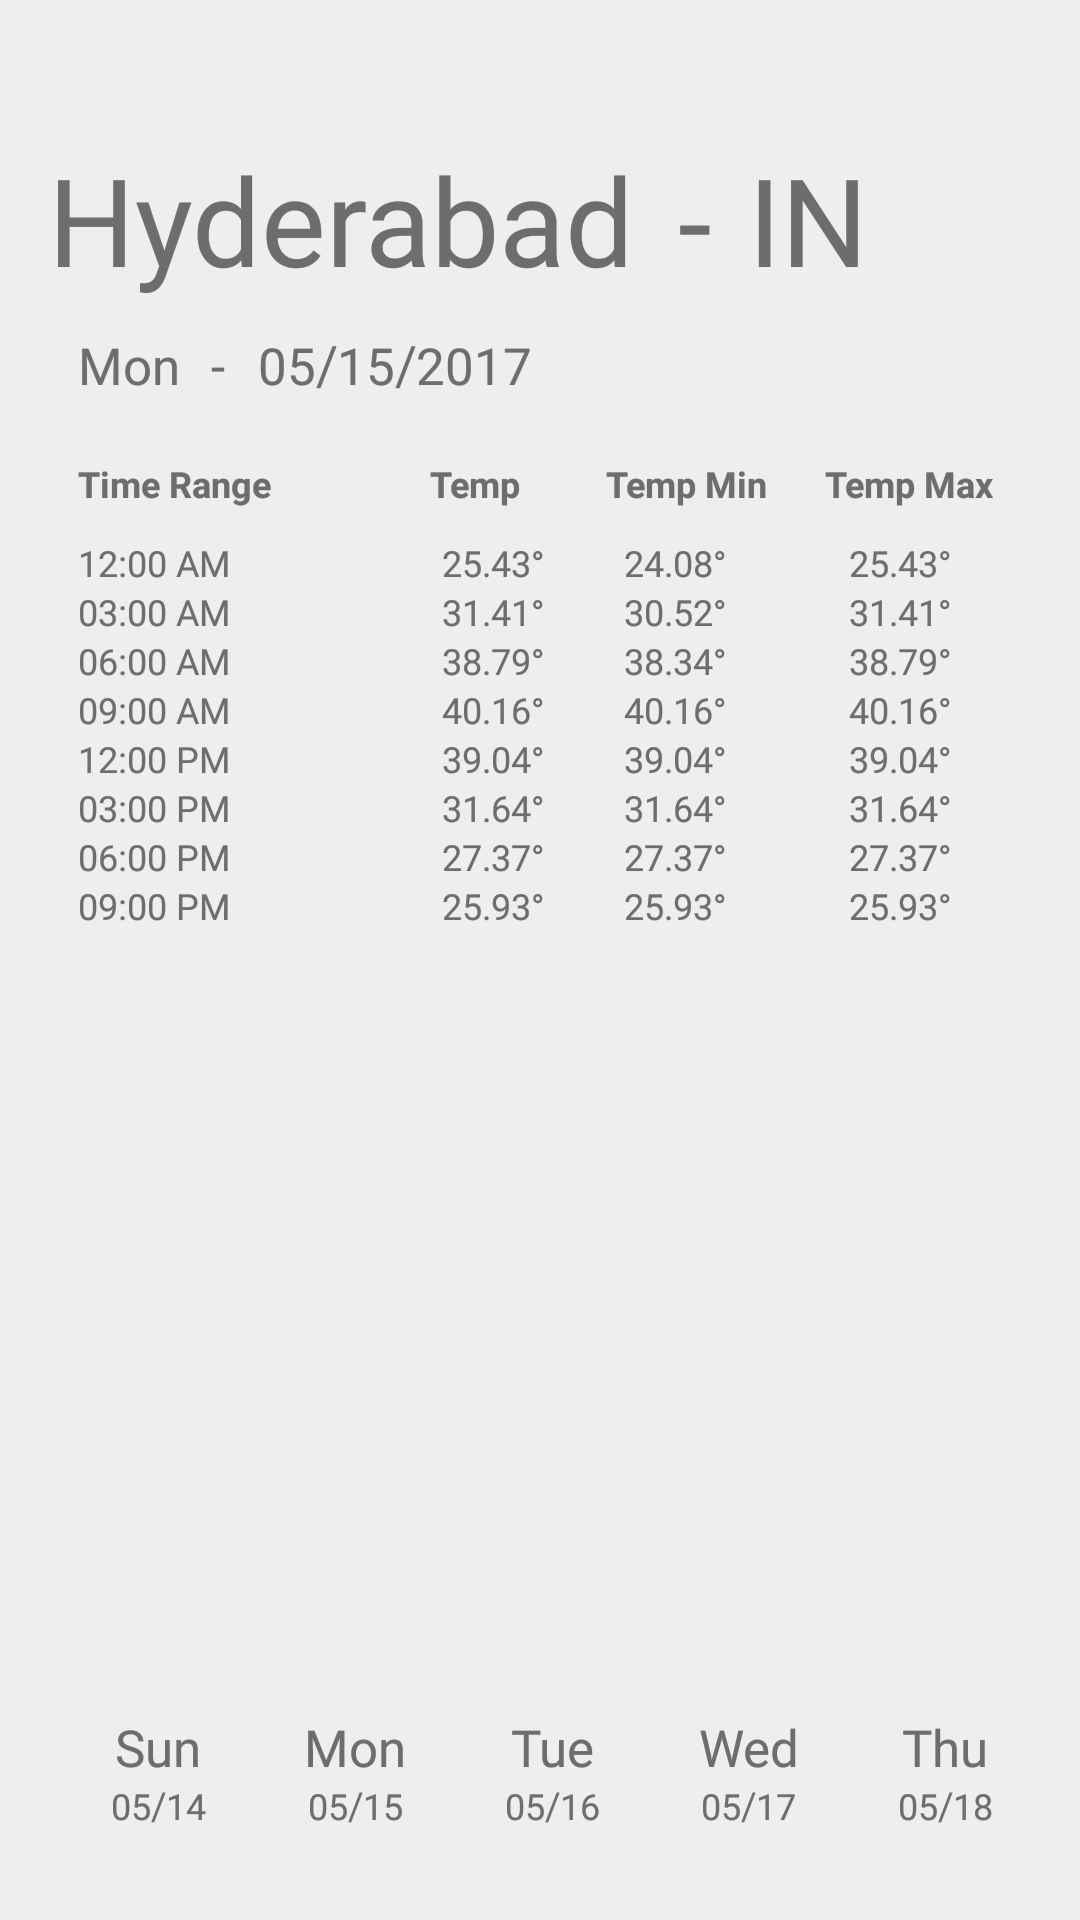 Hyderabad - IN
Mon - 05/15/2017
Time Range Temp Temp Min Temp Max
12:00 AM 25.43° 24.08° 25.43°
03:00 AM 31.41° 30.52° 31.41°
06:00 AM 38.79° 38.34° 38.79°
09:00 AM 40.16° 40.16° 40.16°
12:00 PM 39.04° 39.04° 39.04°
03:00 PM 31.64° 31.64° 31.64°
06:00 PM 27.37° 27.37° 27.37°
09:00 PM 25.93° 25.93° 25.93°
Sun Mon Tue Wed Thu
05/14 05/15 05/16 05/17 05/18